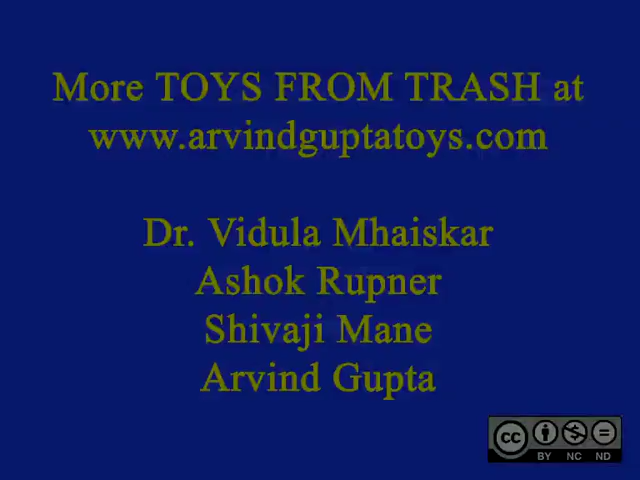 More TOYS FROM TRASH at
www.arvindguptatoys.com
Dr. Vidula Mhaiskar
Ashok Rupner
Shivaji Mane
Arvind Gupta
cc
BY NC ND